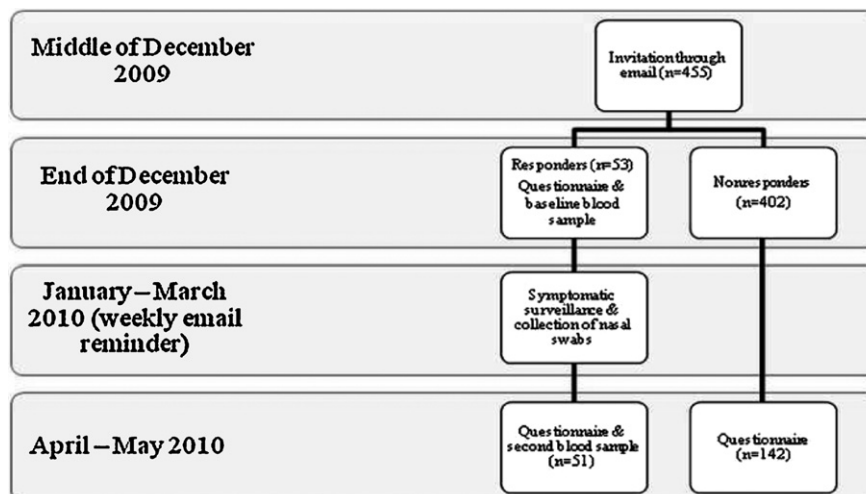 Middle of December
2009
Invitation through
email (n=455)
End of December
2009
Responders (n=53)
Questionnaire &
baseline blood
sample
Nonresponders
(n=402)
January – March
2010 (weekly email
reminder)
Symptomatic
surveillance &
collection of nasal
swabs
April – May 2010
Questionnaire &
second blood sample
(n=51)
Questionnaire
(n=142)